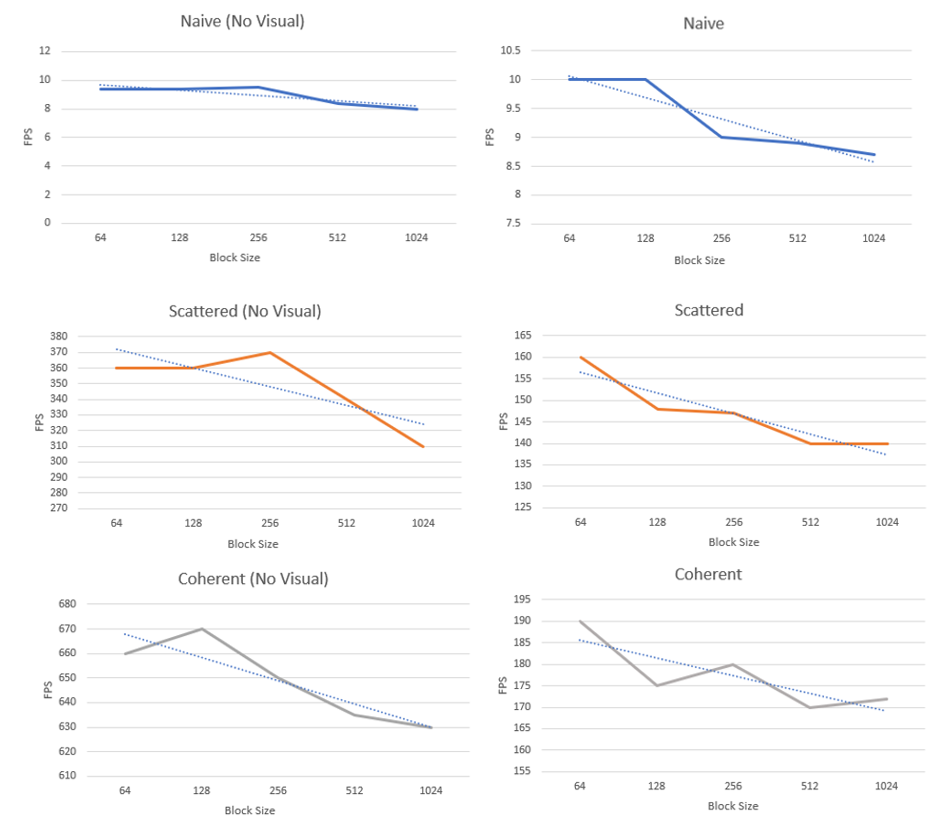 Naive (No Visual)
12
10
8
6
4
2
0
FPS
64 128 256 512 1024
Block Size
Naive
10.5
10
9.5
9
8.5
8
7.5
FPS
64 128 256 512 1024
Block Size
Scattered (No Visual)
380
370
360
350
340
330
320
310
300
290
280
270
FPS
64 128 256 512 1024
Block Size
Scattered
165
160
155
150
145
140
135
130
125
FPS
64 128 256 512 1024
Block Size
Coherent (No Visual)
680
670
660
650
640
630
620
610
FPS
64 128 256 512 1024
Block Size
Coherent
195
190
185
180
175
170
165
160
155
FPS
64 128 256 512 1024
Block Size